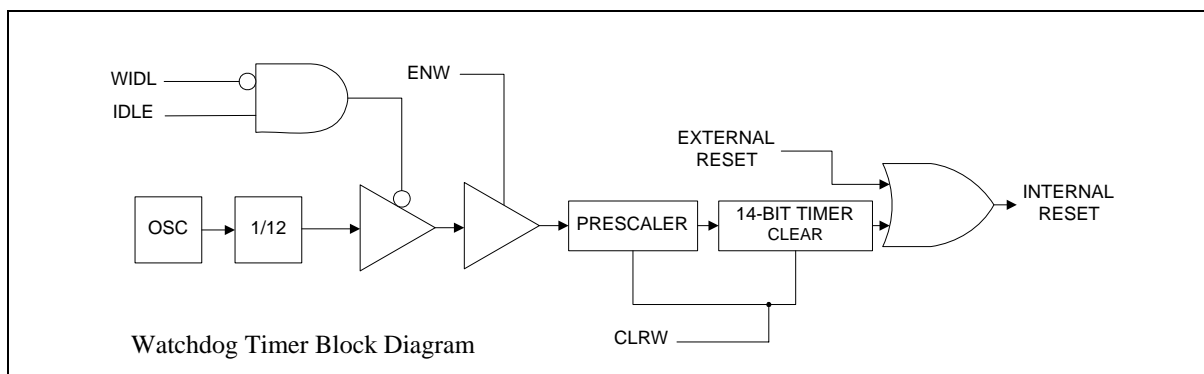 WIDL
IDLE
ENW
EXTERNAL
RESET
OSC
1/12
PRESCALER
14-BIT TIMER
CLEAR
INTERNAL
RESET
CLRW
Watchdog Timer Block Diagram